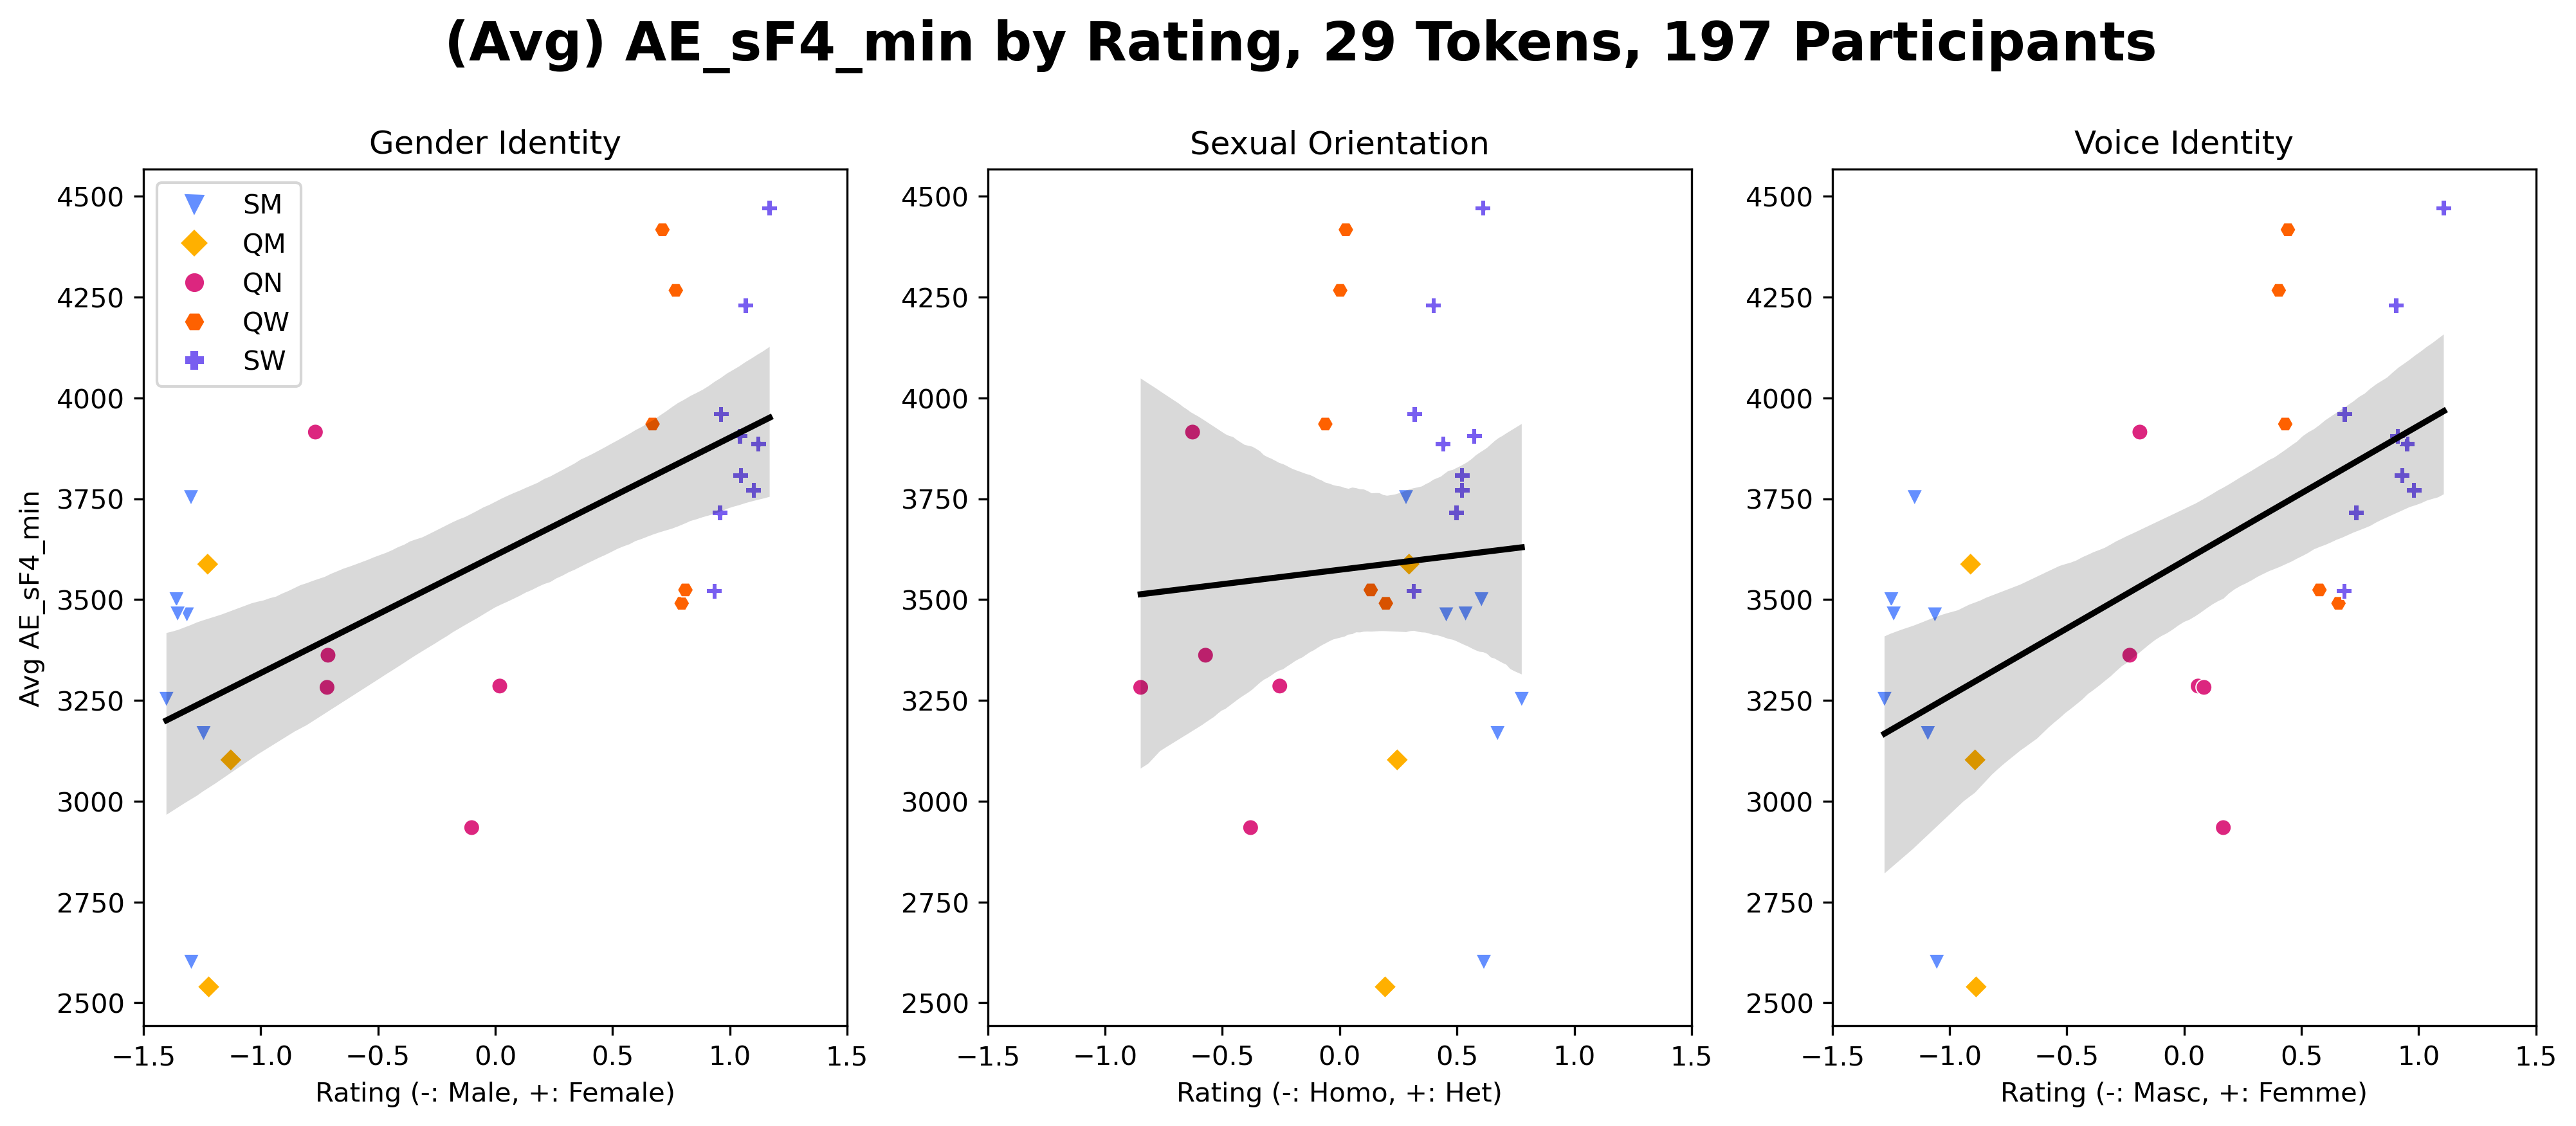 (Avg) AE_sF4_min by Rating, 29 Tokens, 197 Participants
Gender Identity
Sexual Orientation
Voice Identity
SM
QM
QN
QW
SW
Avg AE_sF4_min
4500
4250
4000
3750
3500
3250
3000
2750
2500
−1.5 −1.0 −0.5 0.0 0.5 1.0 1.5
Rating (-: Male, +: Female)
4500
4250
4000
3750
3500
3250
3000
2750
2500
−1.5 −1.0 −0.5 0.0 0.5 1.0 1.5
Rating (-: Homo, +: Het)
4500
4250
4000
3750
3500
3250
3000
2750
2500
−1.5 −1.0 −0.5 0.0 0.5 1.0 1.5
Rating (-: Masc, +: Femme)